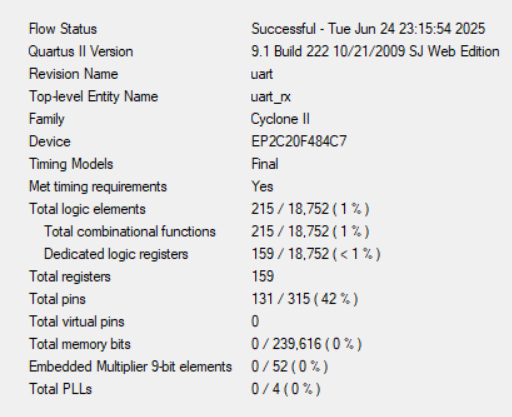 Flow Status Successful - Tue Jun 24 23:15:54 2025
Quartus II Version 9.1 Build 222 10/21/2009 SJ Web Edition
Revision Name uart
Top-level Entity Name uart_rx
Family Cyclone II
Device EP2C20F484C7
Timing Models Final
Met timing requirements Yes
Total logic elements 215 / 18,752 ( 1 % )
Total combinational functions 215 / 18,752 ( 1 % )
Dedicated logic registers 159 / 18,752 ( < 1 % )
Total registers 159
Total pins 131 / 315 ( 42 % )
Total virtual pins 0
Total memory bits 0 / 239,616 ( 0 % )
Embedded Multiplier 9-bit elements 0 / 52 ( 0 % )
Total PLLs 0 / 4 ( 0 % )